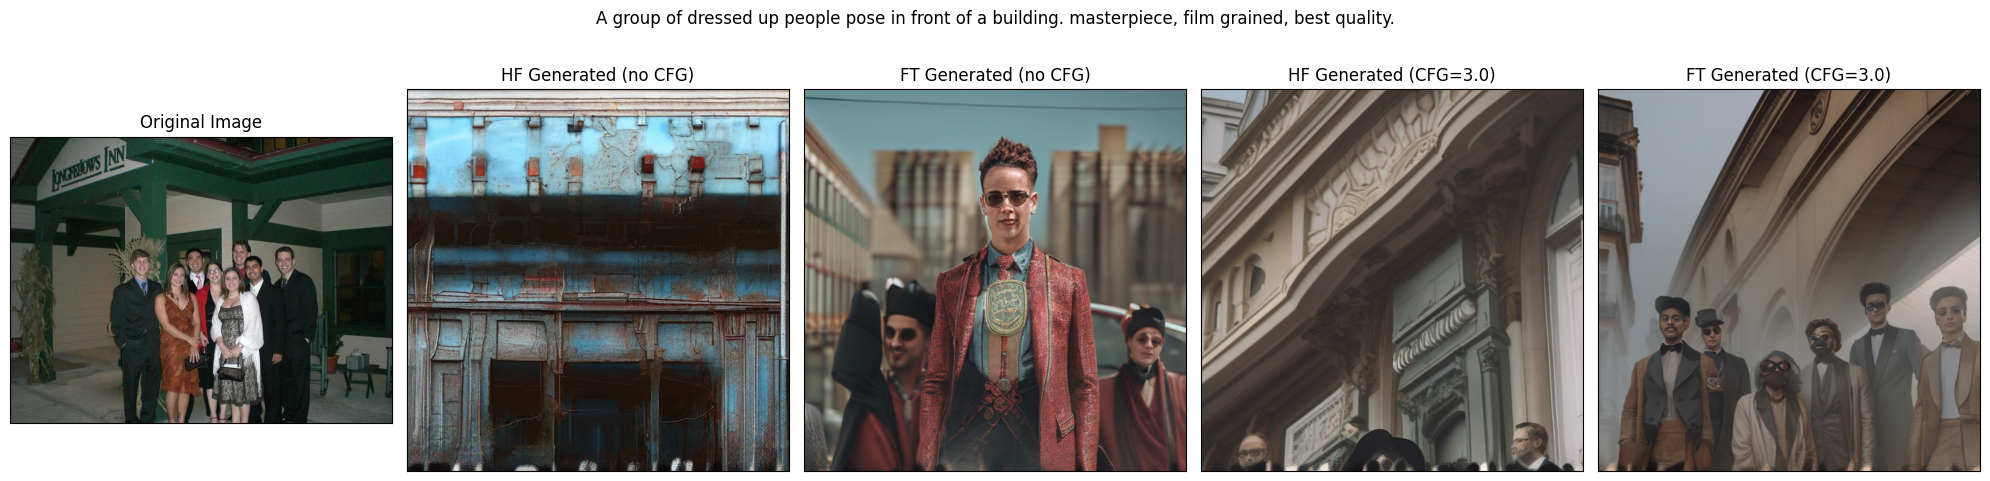 A group of dressed up people pose in front of a building. masterpiece, film grained, best quality.
Original Image
HF Generated (no CFG)
FT Generated (no CFG)
HF Generated (CFG=3.0)
FT Generated (CFG=3.0)
LONGFELLOWS INN